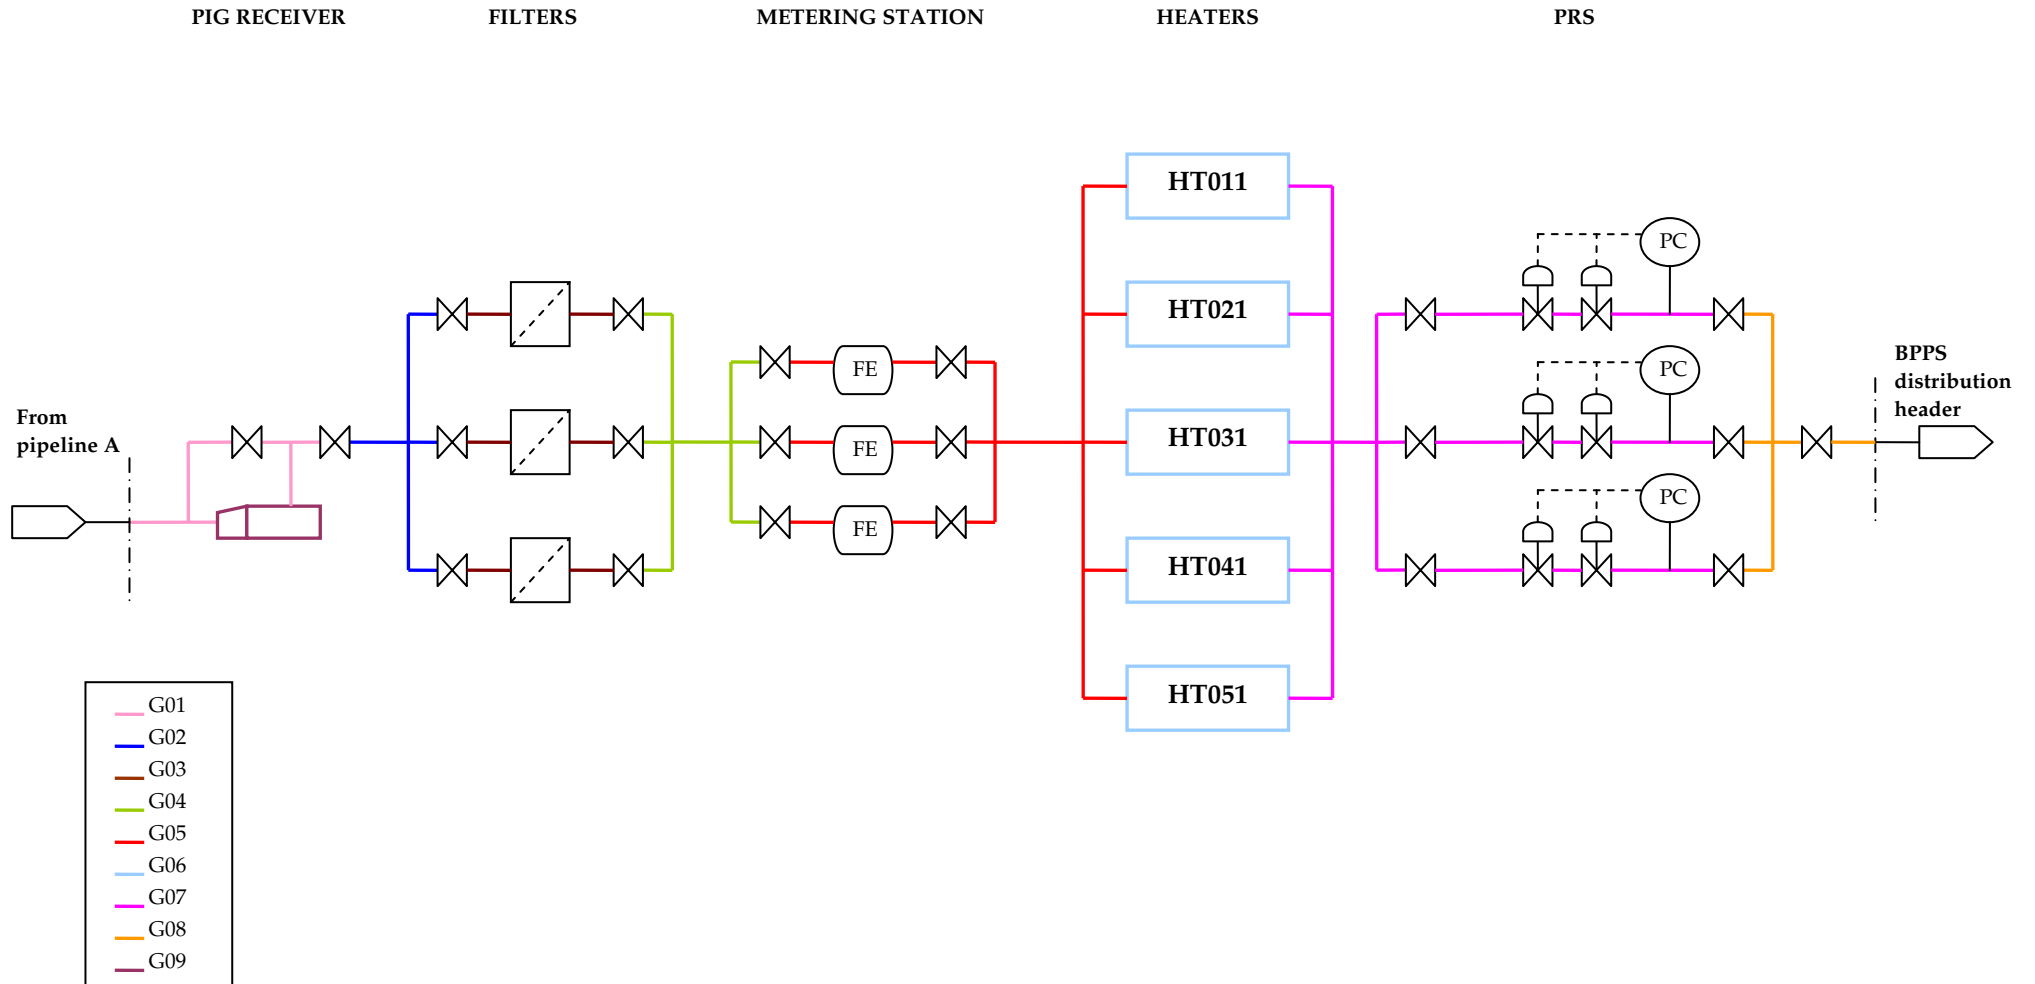 PIG RECEIVER
FILTERS
METERING STATION
HEATERS
PRS
From
pipeline A
FE
FE
FE
HT011
HT021
HT031
HT041
HT051
PC
PC
PC
BPPS
distribution
header
G01
G02
G03
G04
G05
G06
G07
G08
G09